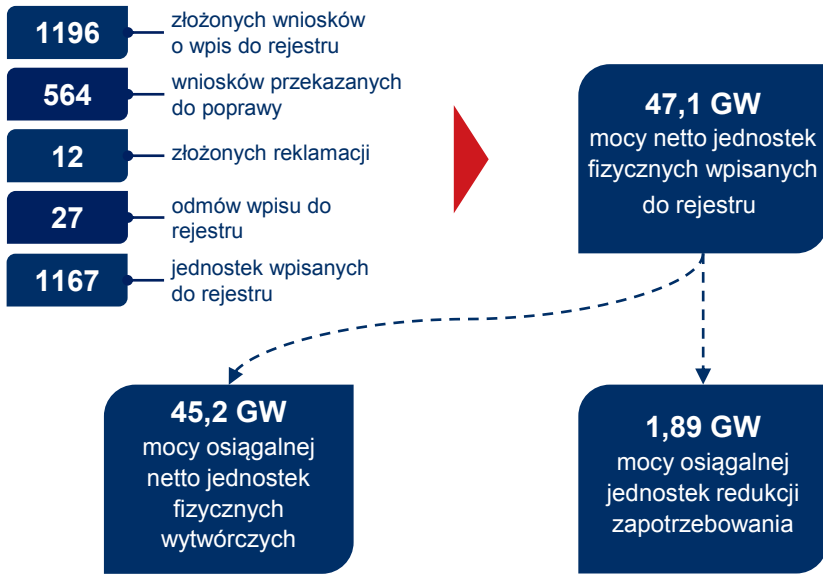 1196
złożonych wniosków
o wpis do rejestru
564
wniosków przekazanych
do poprawy
12
złożonych reklamacji
27
odmów wpisu do
rejestru
1167
jednostek wpisanych
do rejestru
47,1 GW
mocy netto jednostek
fizycznych wpisanych
do rejestru
45,2 GW
mocy osiągalnej
netto jednostek
fizycznych
wytwórczych
1,89 GW
mocy osiągalnej
jednostek redukcji
zapotrzebowania